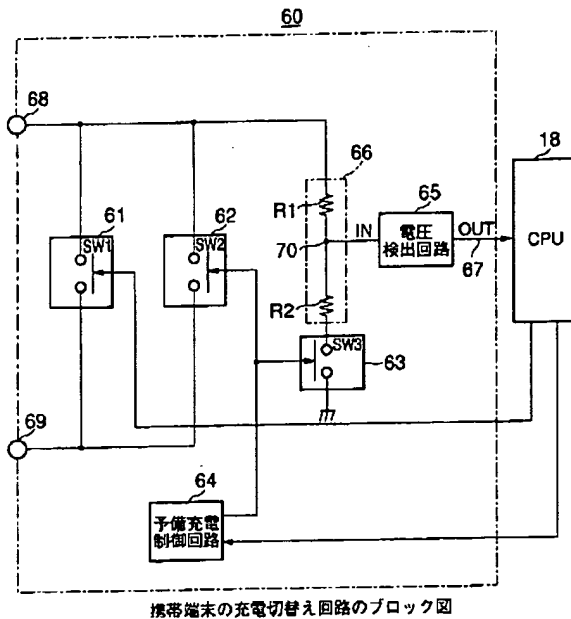 60
68
66
18
61
62
65
R1
SW1
SW2
IN
電圧
検出回路
OUT
CPU
70
67
R2
SW3
63
69
64
予備充電
制御回路
携帯端末の充電切替え回路のブロック図